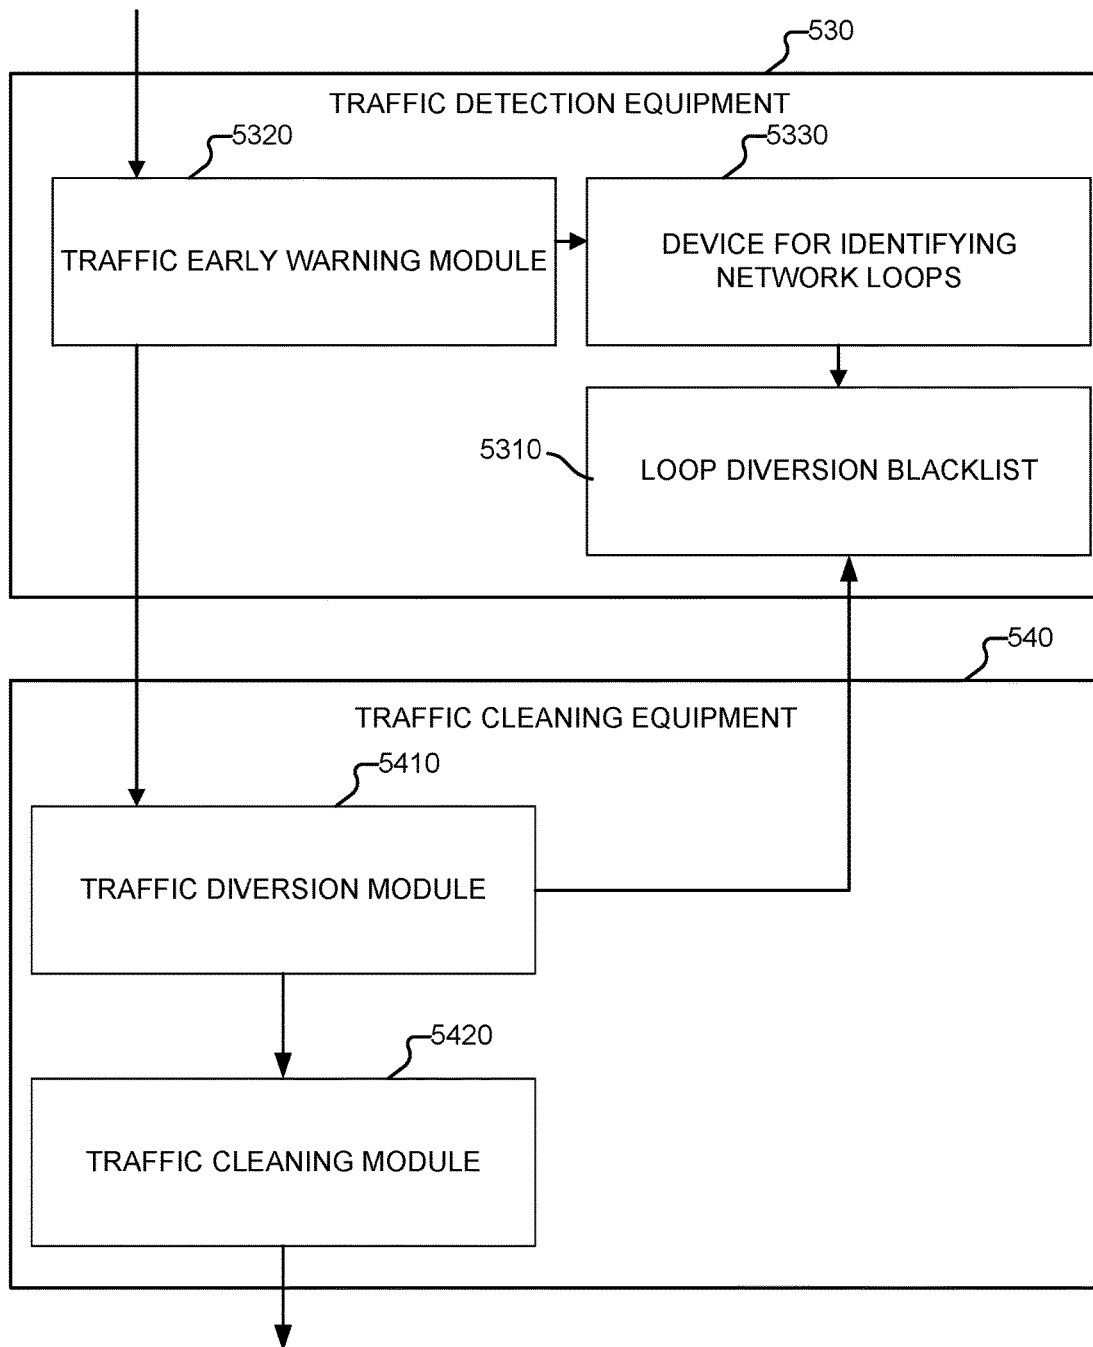 530
TRAFFIC DETECTION EQUIPMENT
5320
5330
TRAFFIC EARLY WARNING MODULE
DEVICE FOR IDENTIFYING
NETWORK LOOPS
5310
LOOP DIVERSION BLACKLIST
540
TRAFFIC CLEANING EQUIPMENT
5410
TRAFFIC DIVERSION MODULE
5420
TRAFFIC CLEANING MODULE